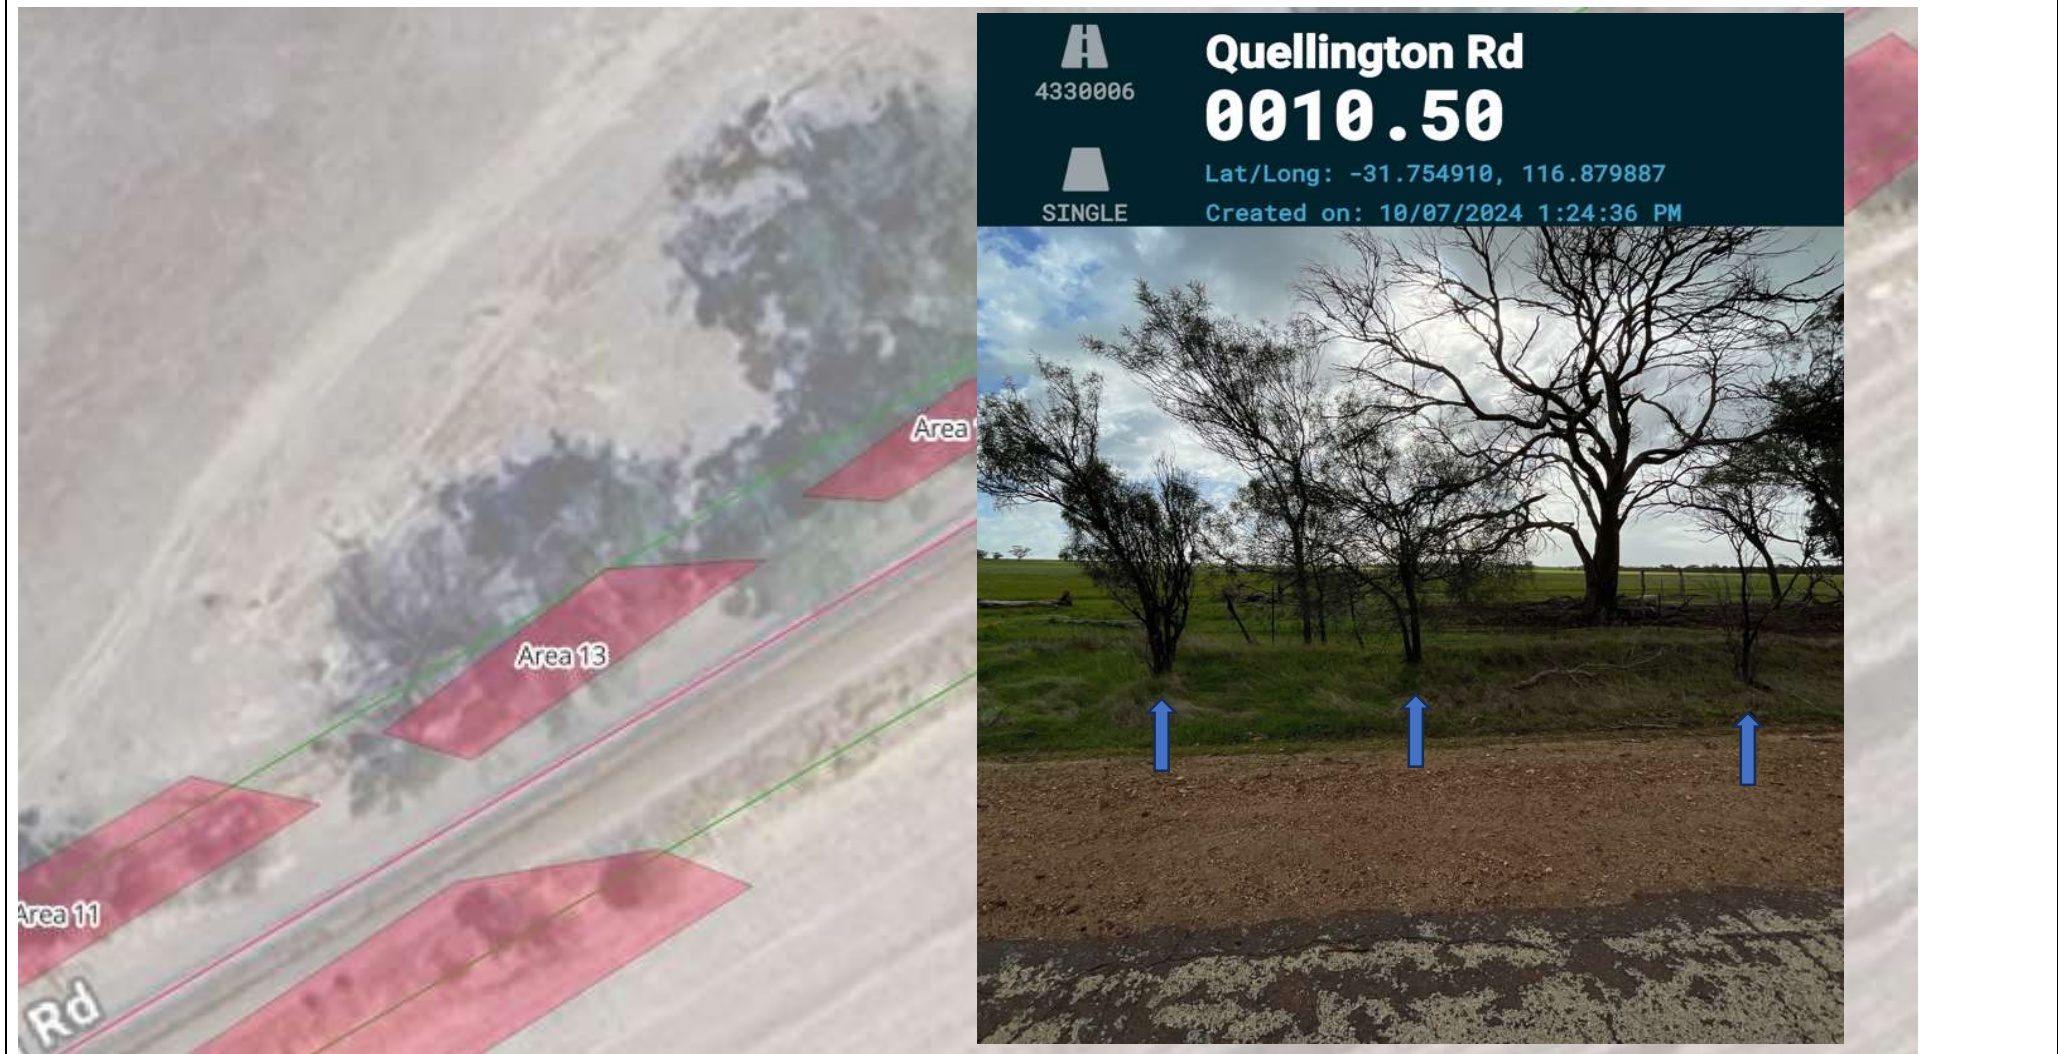 4330006
SINGLE
Quellington Rd
0010.50
Lat/Long: -31.754910, 116.879887
Created on: 10/07/2024 1:24:36 PM
Area
Area 13
Area 11
Rd